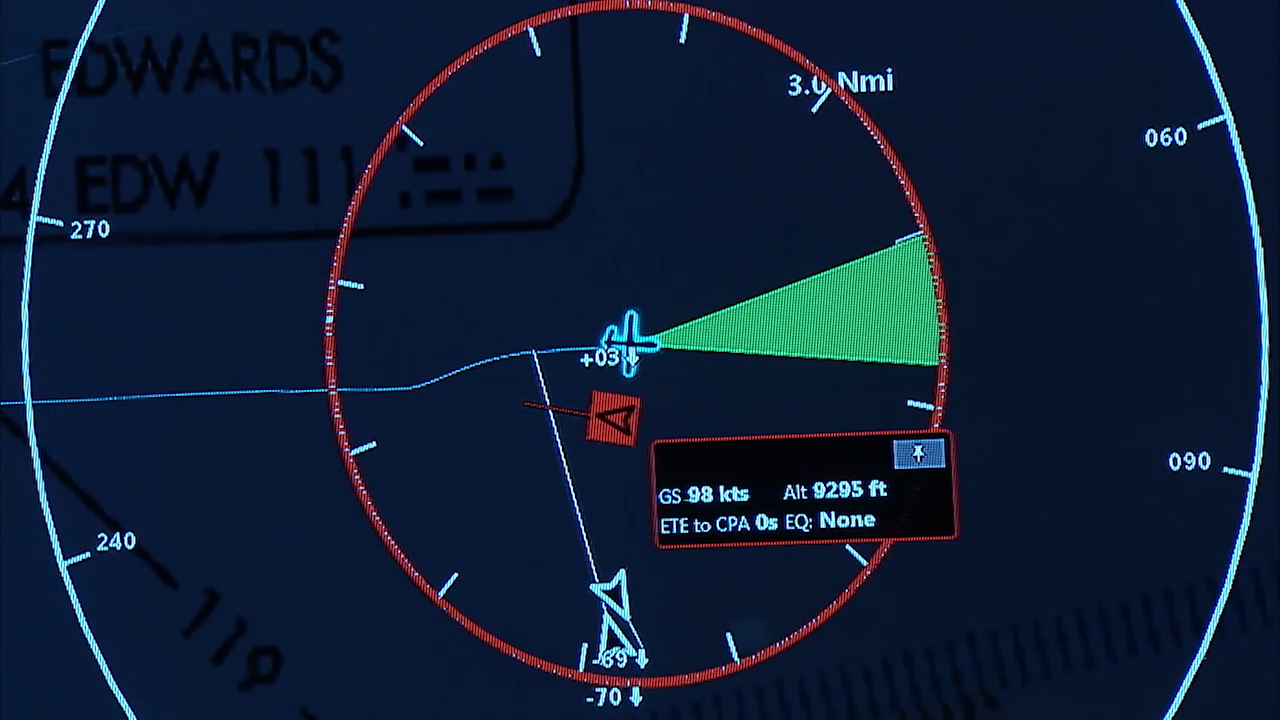 EDWARDS
3.0 Nmi
060
4 EDW 111
270
+03
GS 98 kts Alt 9295 ft
090
ETE to CPA 0s EQ: None
240
119
-69
-70